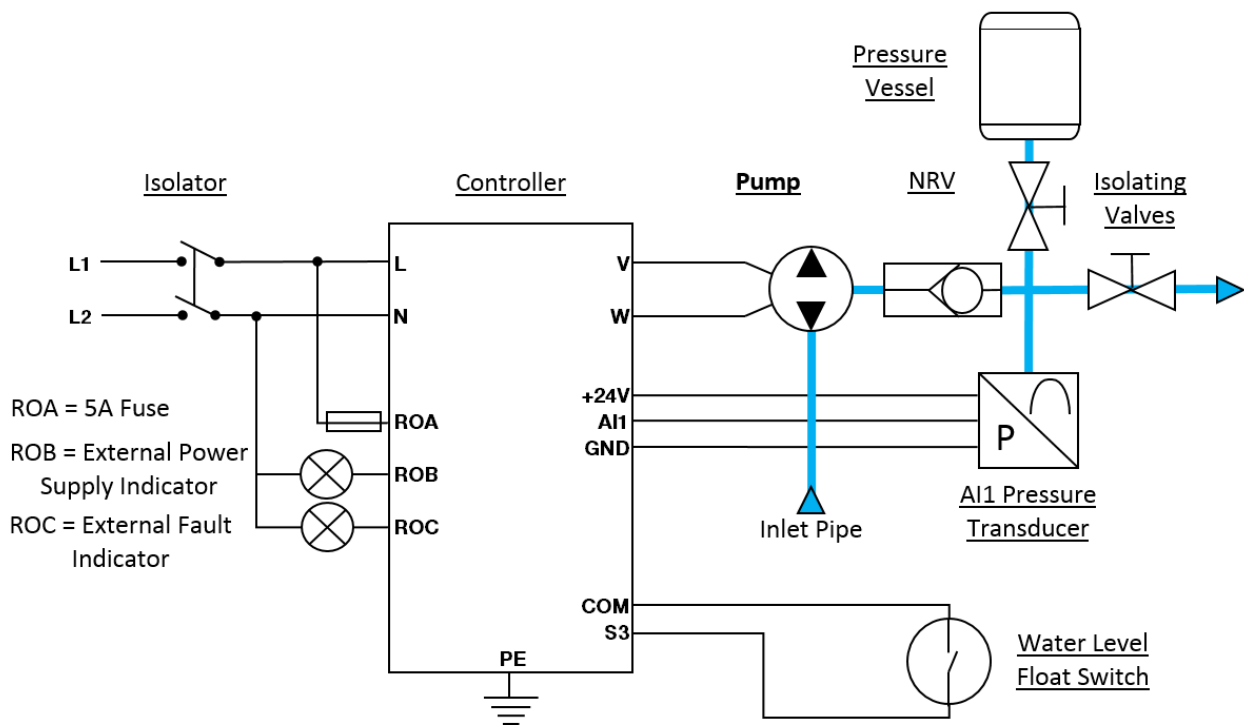 Pressure
Vessel
Isolator
Controller
Pump
NRV
Isolating
Valves
L1
L
V
L2
N
W
+24V
ROA = 5A Fuse
ROA
AI1
GND
P
ROB = External Power
Supply Indicator
ROB
ROC = External Fault
Indicator
ROC
Inlet Pipe
AI1 Pressure
Transducer
COM
S3
PE
Water Level
Float Switch